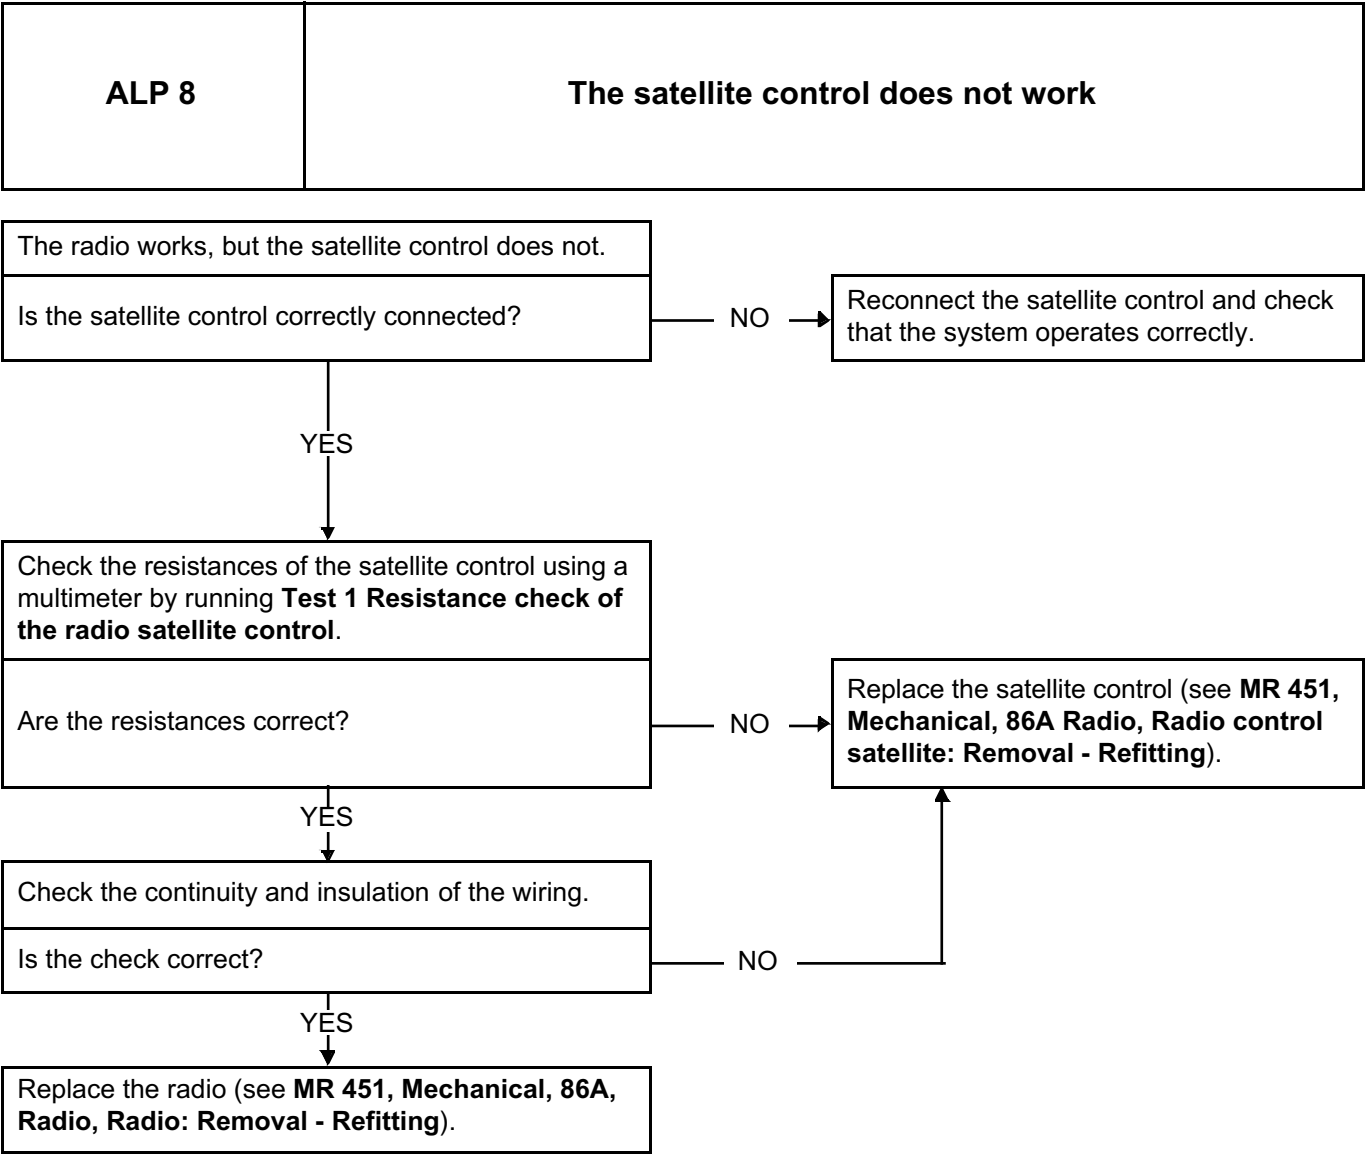 ALP 8
The satellite control does not work
The radio works, but the satellite control does not.
Is the satellite control correctly connected?
NO
Reconnect the satellite control and check
that the system operates correctly.
YES
Check the resistances of the satellite control using a
multimeter by running Test 1 Resistance check of
the radio satellite control.
Are the resistances correct?
NO
Replace the satellite control (see MR 451,
Mechanical, 86A Radio, Radio control
satellite: Removal - Refitting).
YES
Check the continuity and insulation of the wiring.
Is the check correct?
NO
YES
Replace the radio (see MR 451, Mechanical, 86A,
Radio, Radio: Removal - Refitting).